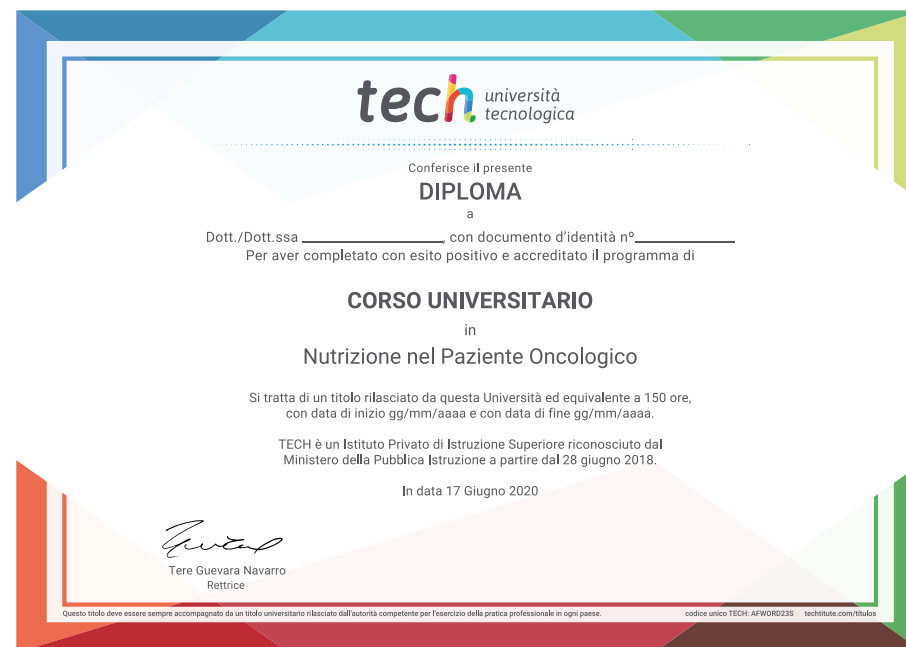 tech università
tecnologica
Conferisce il presente
DIPLOMA
a
Dott./Dott.ssa ________________, con documento d'identità nº____________
Per aver completato con esito positivo e accreditato il programma di
CORSO UNIVERSITARIO
in
Nutrizione nel Paziente Oncologico
Si tratta di un titolo rilasciato da questa Università ed equivalente a 150 ore,
con data di inizio gg/mm/aaaa e con data di fine gg/mm/aaaa.
TECH è un Istituto Privato di Istruzione Superiore riconosciuto dal
Ministero della Pubblica Istruzione a partire dal 28 giugno 2018.
In data 17 Giugno 2020
Tere Guevara Navarro
Rettrice
Questo titolo deve essere sempre accompagnato da un titolo universitario rilasciato dall'autorità competente per l'esercizio della pratica professionale in ogni paese. codice unico TECH: AFWORD23S techtitute.com/titulos